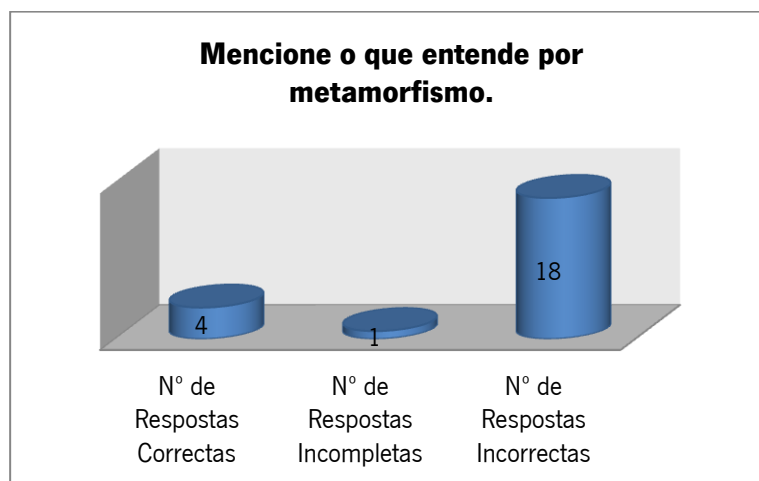 Mencione o que entende por
metamorfismo.
4
1
18
Nº de
Respostas
Correctas
Nº de
Respostas
Incompletas
Nº de
Respostas
Incorrectas